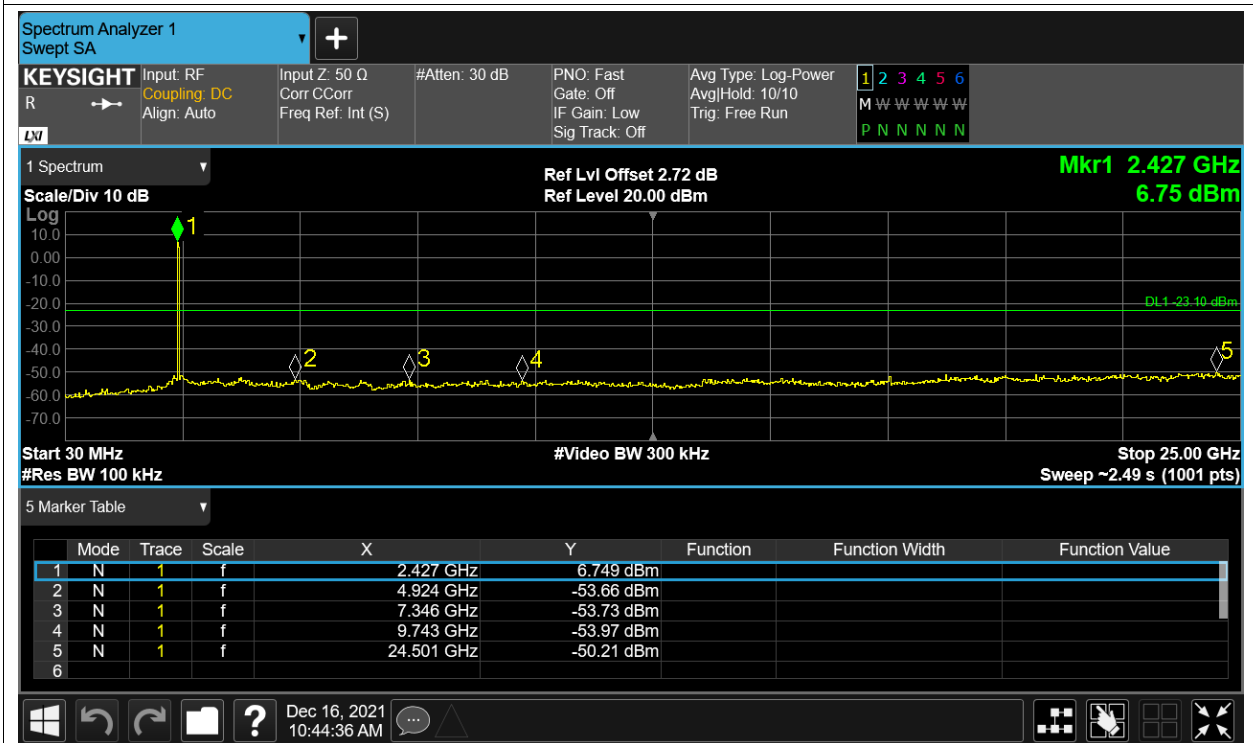 Spectrum Analyzer 1
Swept SA
KEYSIGHT
R
LXI
Input: RF
Coupling: DC
Align: Auto
Input Z: 50 Ω
Corr CCorr
Freq Ref: Int (S)
#Atten: 30 dB
PNO: Fast
Gate: Off
IF Gain: Low
Sig Track: Off
Avg Type: Log-Power
Avg|Hold: 10/10
Trig: Free Run
1 2 3 4 5 6
M W W W W W
P N N N N N
1 Spectrum
Scale/Div 10 dB
Ref Lvl Offset 2.72 dB
Ref Level 20.00 dBm
Mkr1 2.427 GHz
6.75 dBm
Log
10.0
0.00
-10.0
-20.0
-30.0
-40.0
-50.0
-60.0
-70.0
1
2
3
4
5
DL1 -23.10 dBm
Start 30 MHz
#Video BW 300 kHz
Stop 25.00 GHz
#Res BW 100 kHz
Sweep ~2.49 s (1001 pts)
5 Marker Table
Mode Trace Scale X Y Function Function Width Function Value
1 N 1 f 2.427 GHz 6.749 dBm
2 N 1 f 4.924 GHz -53.66 dBm
3 N 1 f 7.346 GHz -53.73 dBm
4 N 1 f 9.743 GHz -53.97 dBm
5 N 1 f 24.501 GHz -50.21 dBm
6
?
Dec 16, 2021
10:44:36 AM